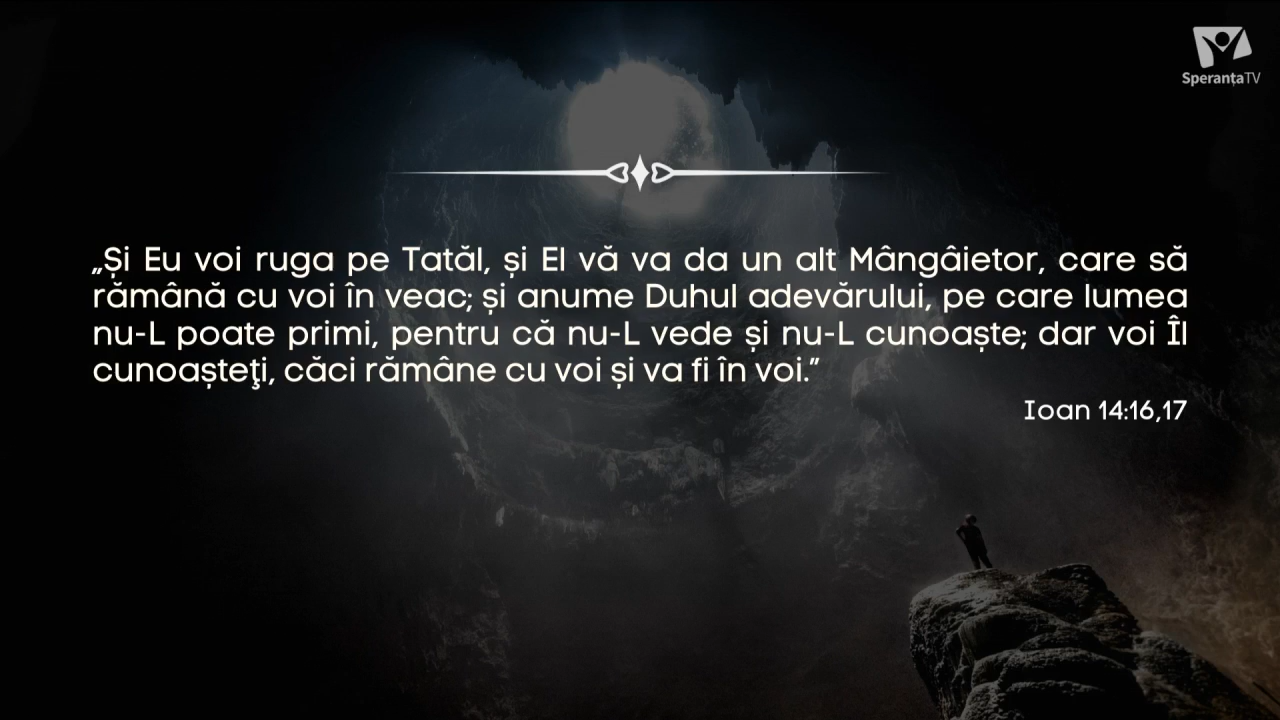 SperanțaTV
„Și Eu voi ruga pe Tatăl, și El vă va da un alt Mângâietor, care să
rămână cu voi în veac; și anume Duhul adevărului, pe care lumea
nu-L poate primi, pentru că nu-L vede și nu-L cunoaște; dar voi Îl
cunoașteţi, căci rămâne cu voi și va fi în voi.”
Ioan 14:16,17